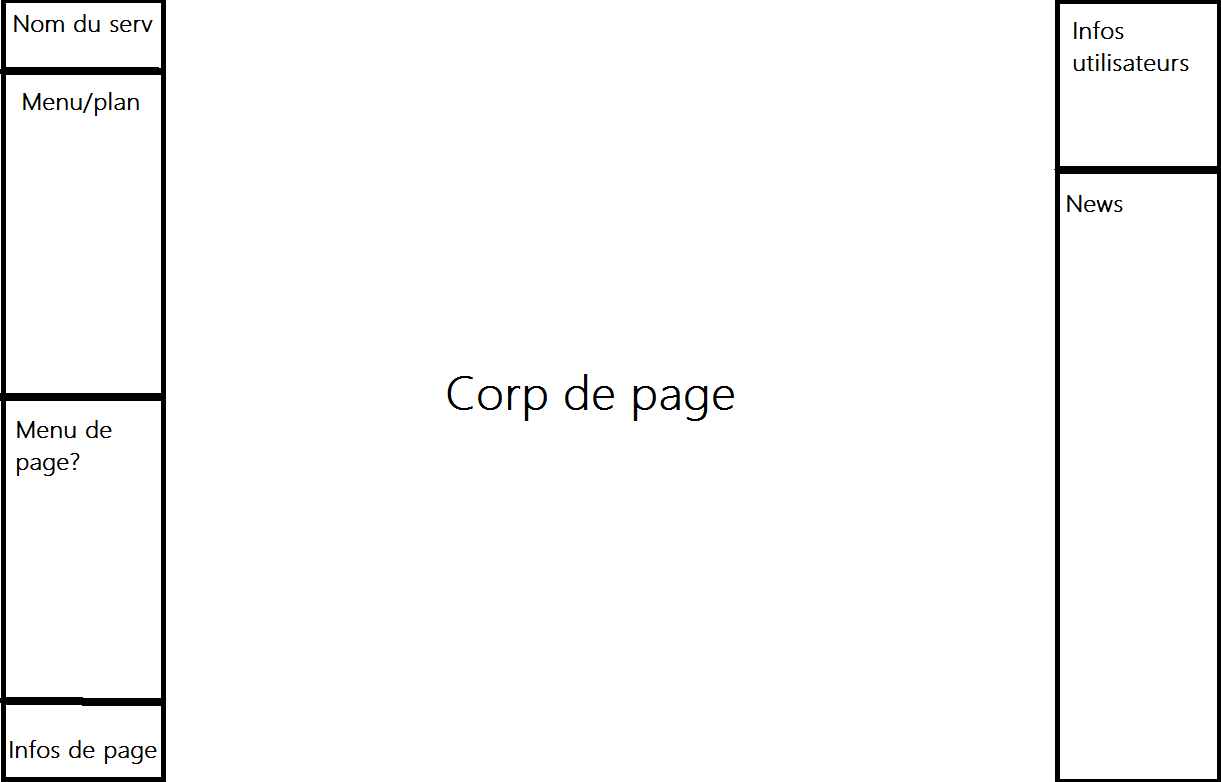 Nom du serv
Menu/plan
Menu de
page?
Infos de page
Corp de page
Infos
utilisateurs
News